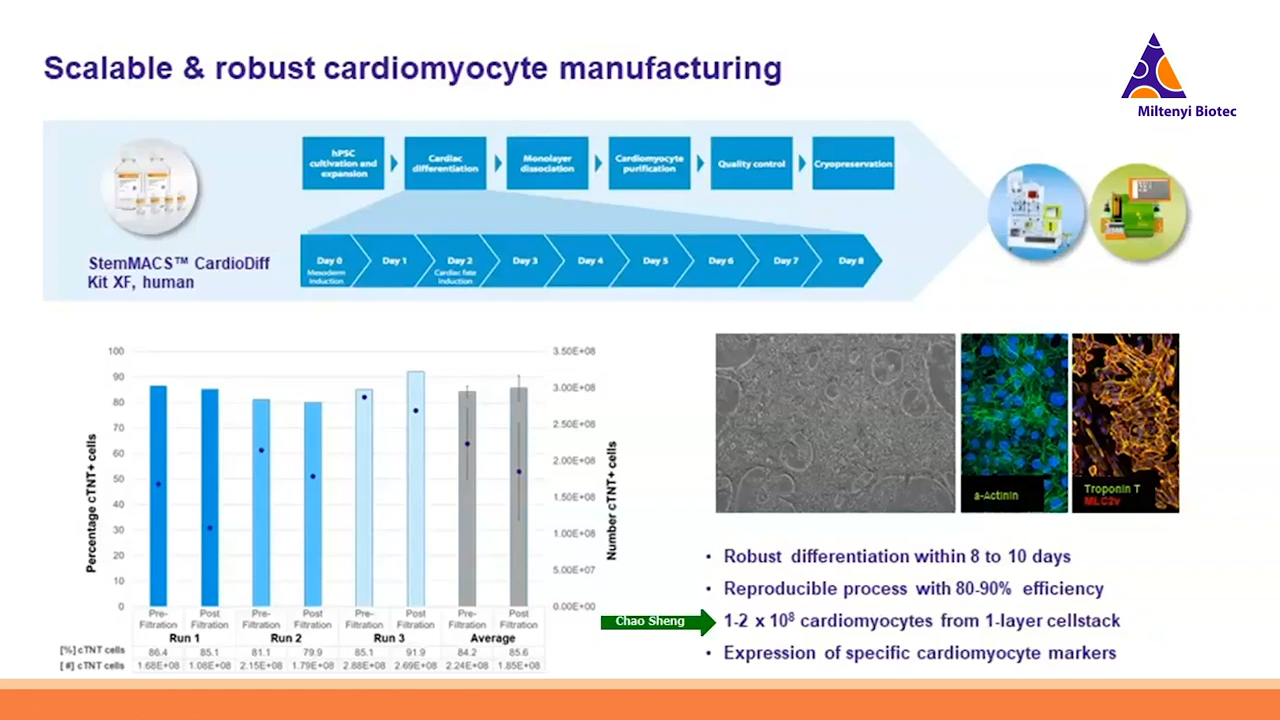 Scalable & robust cardiomyocyte manufacturing
Miltenyi Biotec
hPSC
cultivation and
expansion
Cardiac
differentiation
Monolayer
dissociation
Cardiomyocyte
purification
Quality control
Cryopreservation
StemMACS™ CardioDiff
Kit XF, human
Day 0
Mesoderm
induction
Day 1
Day 2
Cardiac fate
induction
Day 3
Day 4
Day 5
Day 6
Day 7
Day 8
Percentage cTNT+ cells
100
90
80
70
60
50
40
30
20
10
0
3.50E+08
3.00E+08
2.50E+08
2.00E+08
1.50E+08
1.00E+08
5.00E+07
0.00E+00
Number cTNT+ cells
Pre-Filtration Post Filtration Pre-Filtration Post Filtration Pre-Filtration Post Filtration Pre-Filtration Post Filtration
Run 1 Run 2 Run 3 Average
[%] cTNT cells 86.4 85.1 81.1 79.9 85.1 91.9 84.2 85.6
[#] cTNT cells 1.68E+08 1.08E+08 2.15E+08 1.79E+08 2.88E+08 2.69E+08 2.24E+08 1.85E+08
a-Actinin
Troponin T
MLC2v
• Robust differentiation within 8 to 10 days
• Reproducible process with 80-90% efficiency
Chao Sheng
• 1-2 x 10⁸ cardiomyocytes from 1-layer cellstack
• Expression of specific cardiomyocyte markers